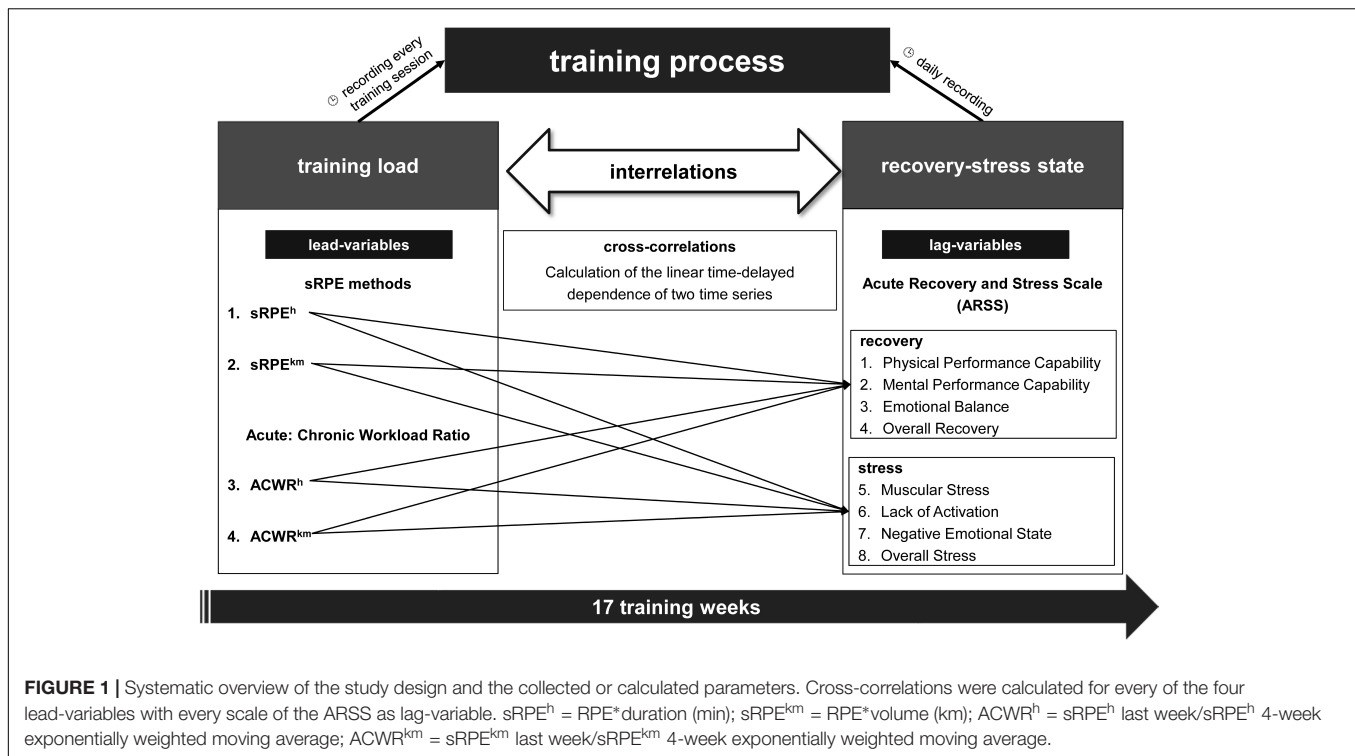 training process
recording every
training session
daily recording
training load
interrelations
recovery-stress state
lead-variables
sRPE methods
1. sRPEʰ
2. sRPEᵏᵐ
Acute: Chronic Workload Ratio
3. ACWRʰ
4. ACWRᵏᵐ
cross-correlations
Calculation of the linear time-delayed
dependence of two time series
lag-variables
Acute Recovery and Stress Scale
(ARSS)
recovery
1. Physical Performance Capability
2. Mental Performance Capability
3. Emotional Balance
4. Overall Recovery
stress
5. Muscular Stress
6. Lack of Activation
7. Negative Emotional State
8. Overall Stress
17 training weeks
FIGURE 1 | Systematic overview of the study design and the collected or calculated parameters. Cross-correlations were calculated for every of the four
lead-variables with every scale of the ARSS as lag-variable. sRPEʰ = RPE*duration (min); sRPEᵏᵐ = RPE*volume (km); ACWRʰ = sRPEʰ last week/sRPEʰ 4-week
exponentially weighted moving average; ACWRᵏᵐ = sRPEᵏᵐ last week/sRPEᵏᵐ 4-week exponentially weighted moving average.